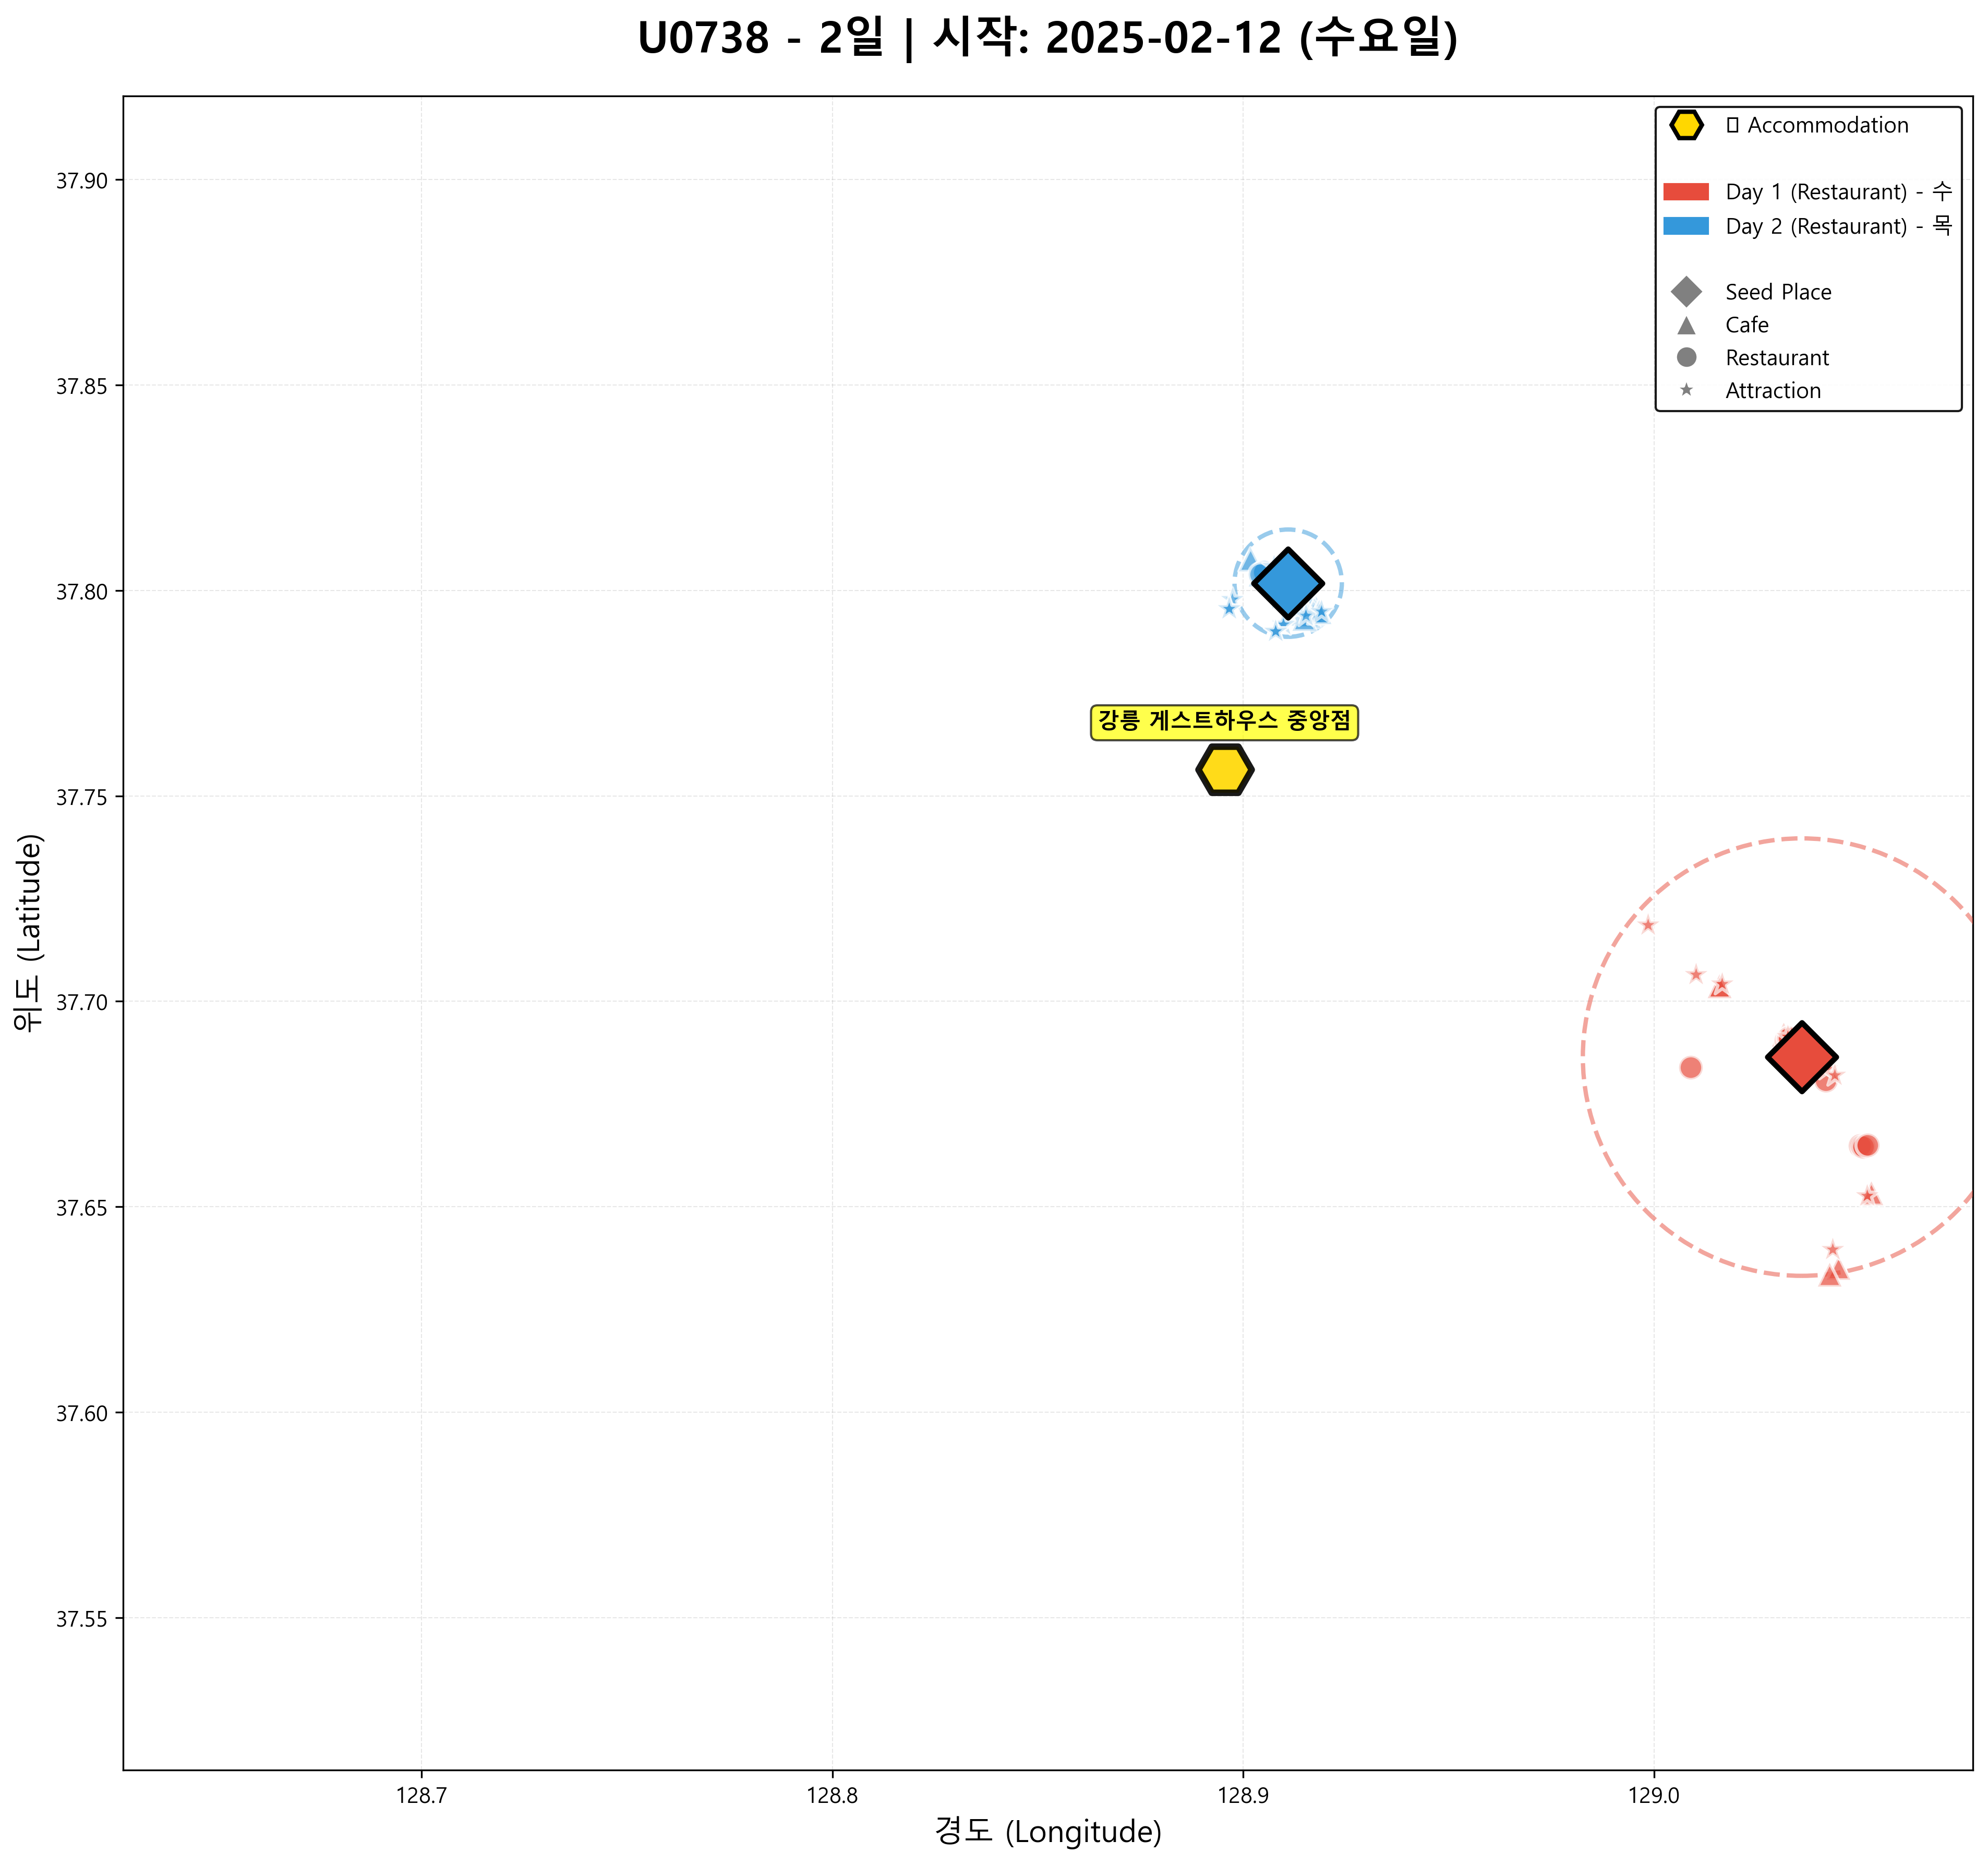 U0738 - 2일 | 시작: 2025-02-12 (수요일)
Accommodation
Day 1 (Restaurant) - 수
Day 2 (Restaurant) - 목
Seed Place
Cafe
Restaurant
Attraction
37.90
37.85
37.80
37.75
37.70
37.65
37.60
37.55
강릉 게스트하우스 중앙점
위도 (Latitude)
128.7
128.8
128.9
129.0
경도 (Longitude)